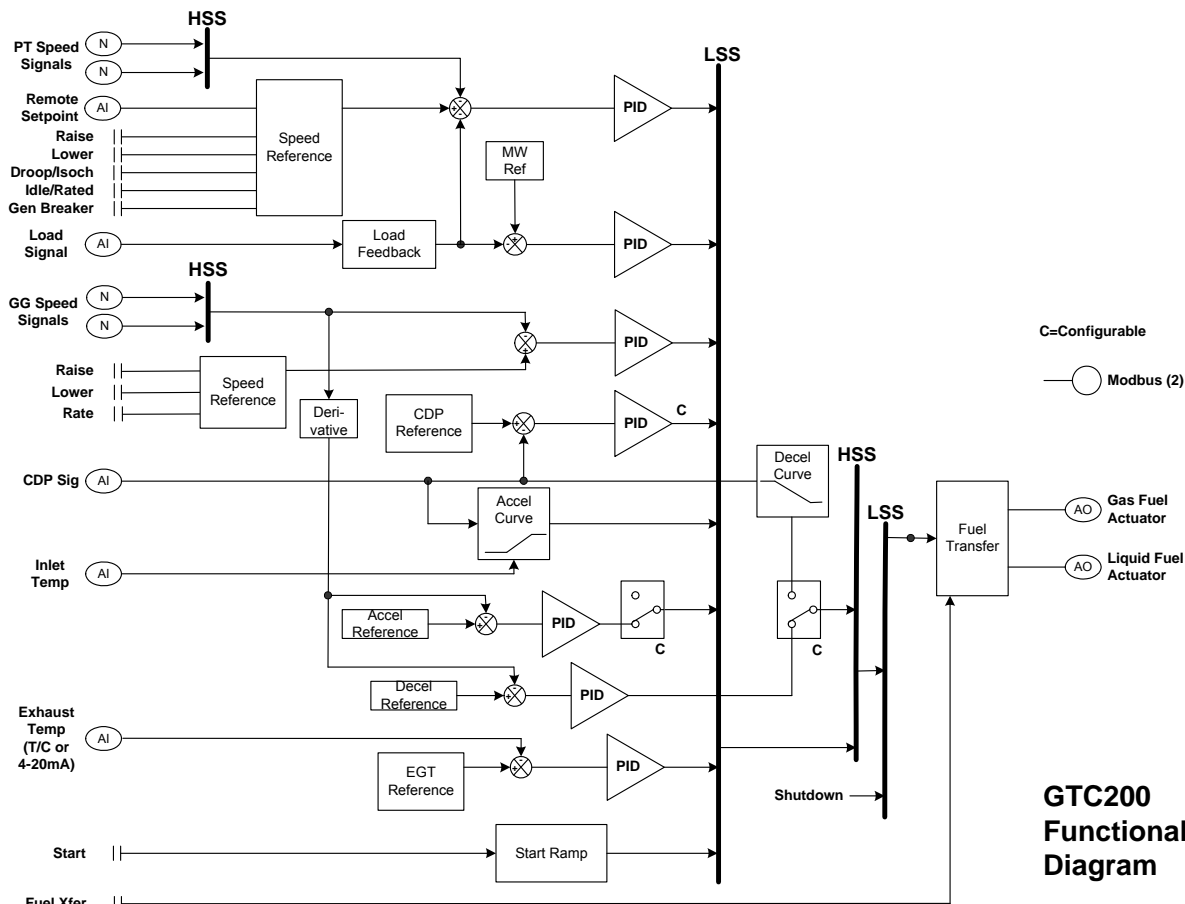 HSS
PT Speed
Signals
N
N
LSS
Remote
Setpoint
AI
Speed
Reference
PID
Raise
Lower
Droop/Isoch
Idle/Rated
Gen Breaker
MW
Ref
Load
Signal
AI
Load
Feedback
PID
HSS
GG Speed
Signals
N
N
PID
C=Configurable
Modbus (2)
Raise
Lower
Rate
Speed
Reference
Deri-
vative
CDP
Reference
PID
C
CDP Sig
AI
Accel
Curve
Decel
Curve
HSS
LSS
Fuel
Transfer
AO
Gas Fuel
Actuator
AO
Liquid Fuel
Actuator
Inlet
Temp
AI
Accel
Reference
PID
C
C
Decel
Reference
PID
Exhaust
Temp
(T/C or
4-20mA)
AI
EGT
Reference
PID
Shutdown
GTC200
Functional
Diagram
Start
Start Ramp
Fuel Xfer